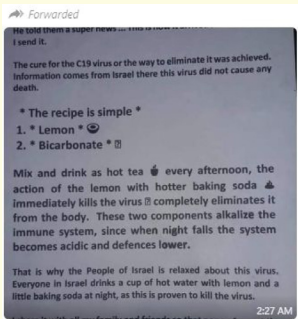 Forwarded
He told them a super news ...
I send it.
The cure for the C19 virus or the way to eliminate it was achieved.
Information comes from Israel there this virus did not cause any
death.
* The recipe is simple *
1. * Lemon *
2. * Bicarbonate *
Mix and drink as hot tea every afternoon, the
action of the lemon with hotter baking soda
immediately kills the virus completely eliminates it
from the body. These two components alkalize the
immune system, since when night falls the system
becomes acidic and defences lower.
That is why the People of Israel is relaxed about this virus.
Everyone in Israel drinks a cup of hot water with lemon and a
little baking soda at night, as this is proven to kill the virus.
2:27 AM